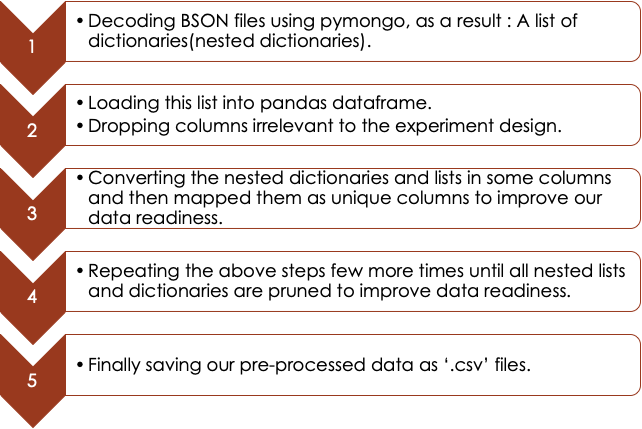 1
• Decoding BSON files using pymongo, as a result : A list of
dictionaries(nested dictionaries).
2
• Loading this list into pandas dataframe.
• Dropping columns irrelevant to the experiment design.
3
• Converting the nested dictionaries and lists in some columns
and then mapped them as unique columns to improve our
data readiness.
4
• Repeating the above steps few more times until all nested lists
and dictionaries are pruned to improve data readiness.
5
• Finally saving our pre-processed data as ‘.csv’ files.